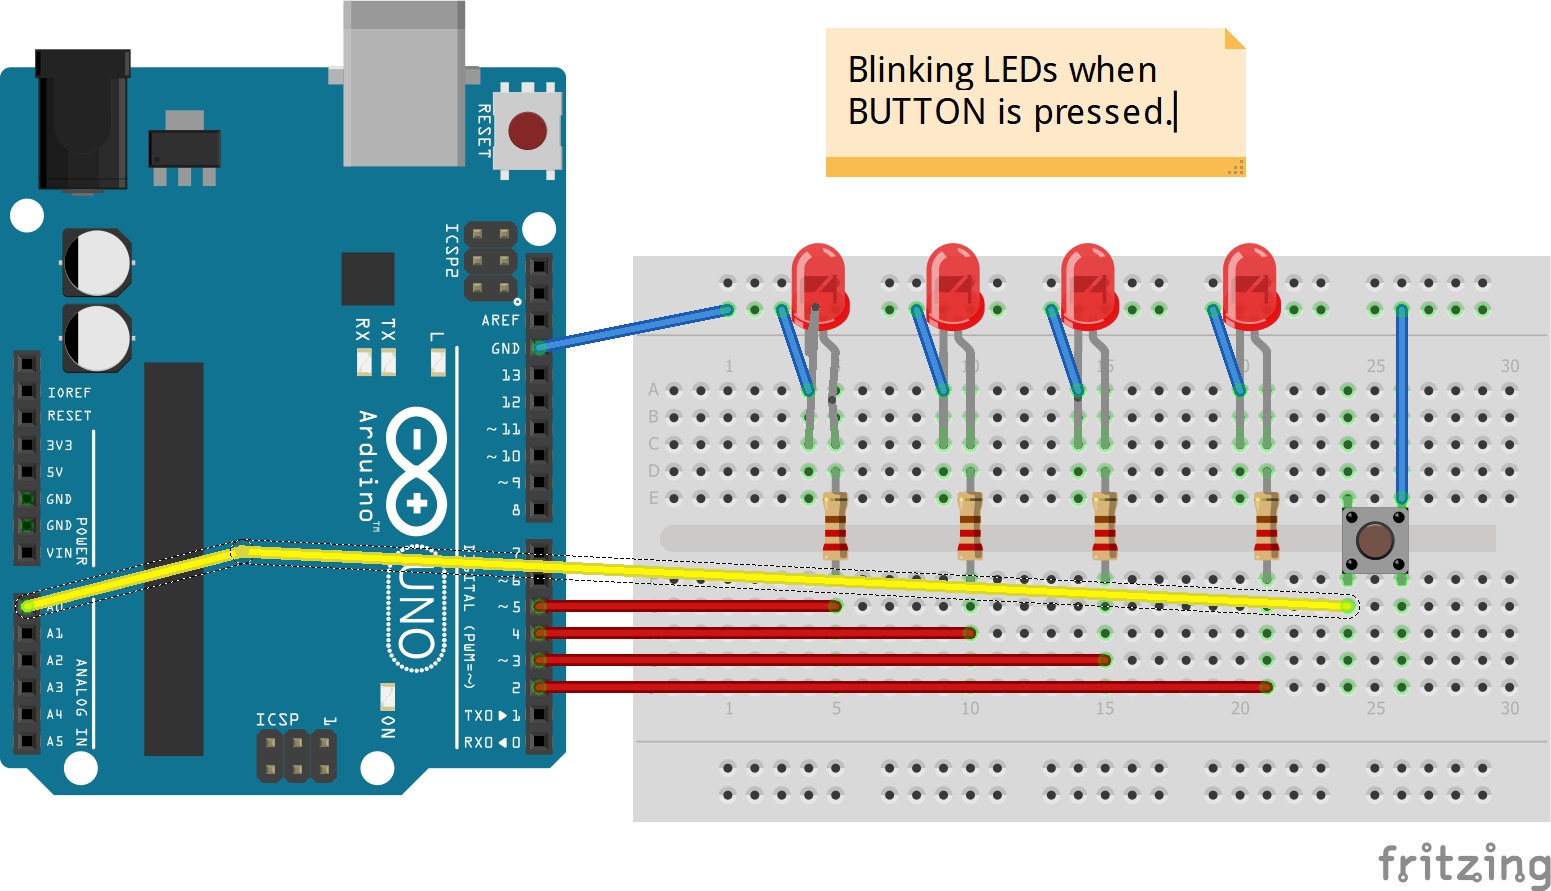 Blinking LEDs when
BUTTON is pressed.
RESET
ICSP2
AREF
GND
13
12
~11
~10
~9
8
7
~6
~5
4
~3
2
TX0▶1
RX0◀0
RX
TX
L
IOREF
RESET
3V3
5V
GND
GND
VIN
POWER
A0
A1
A2
A3
A4
A5
ANALOG IN
Arduino™
UNO
DIGITAL (PWM=~)
ICSP
1
ON
1
10
15
20
25
30
A
B
C
D
E
1
5
10
15
20
25
30
fritzing